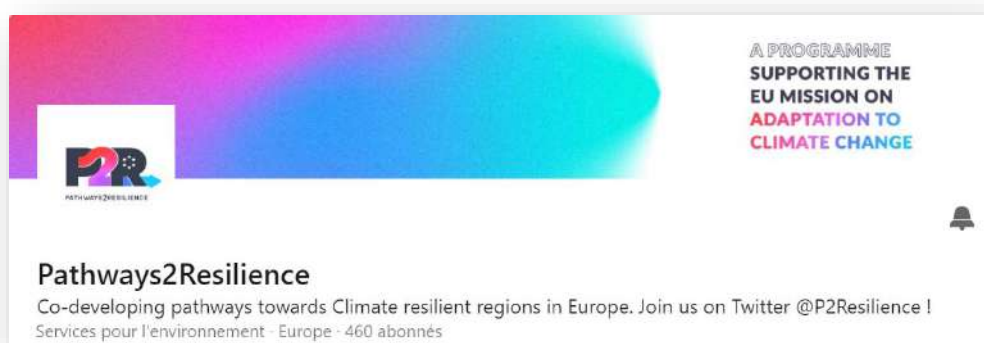 A PROGRAMME
SUPPORTING THE
EU MISSION ON
ADAPTATION TO
CLIMATE CHANGE
P2R
PATHWAYS2RESILIENCE
Pathways2Resilience
Co-developing pathways towards Climate resilient regions in Europe. Join us on Twitter @P2Resilience !
Services pour l'environnement · Europe · 460 abonnés